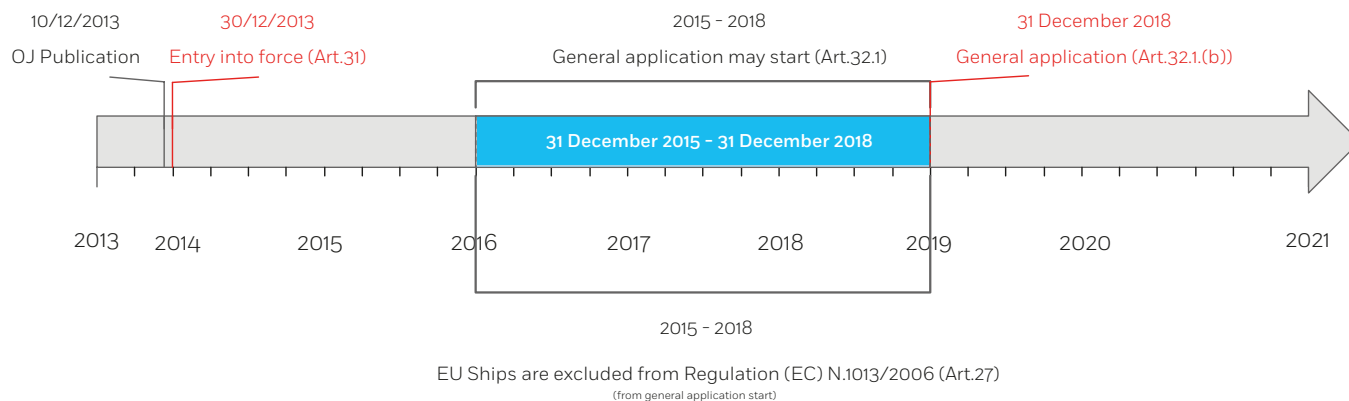 10/12/2013
OJ Publication
30/12/2013
Entry into force (Art.31)
2015 - 2018
General application may start (Art.32.1)
31 December 2018
General application (Art.32.1.(b))
31 December 2015 - 31 December 2018
2013 2014 2015 2016 2017 2018 2019 2020 2021
2015 - 2018
EU Ships are excluded from Regulation (EC) N.1013/2006 (Art.27)
(from general application start)